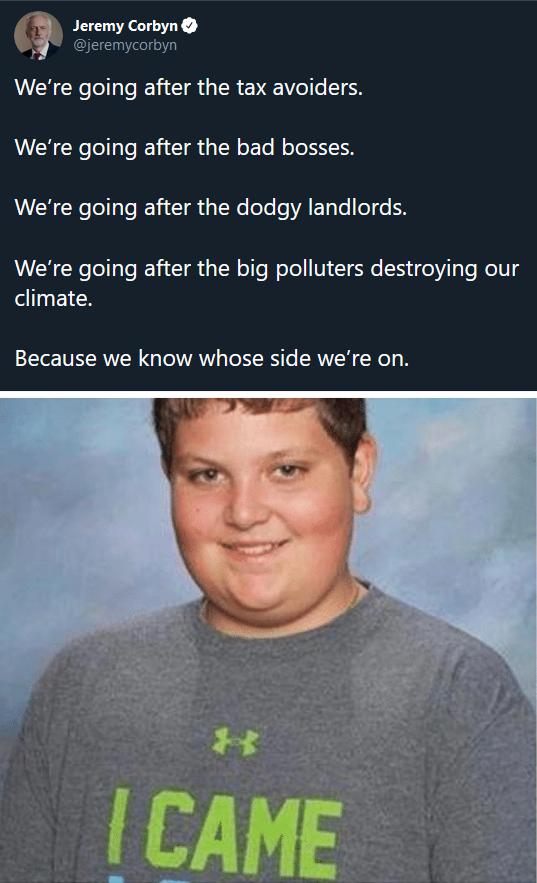 Jeremy Corbyn
@jeremycorbyn
We're going after the tax avoiders.
We're going after the bad bosses.
We're going after the dodgy landlords.
We're going after the big polluters destroying our
climate.
Because we know whose side we're on.
I CAME